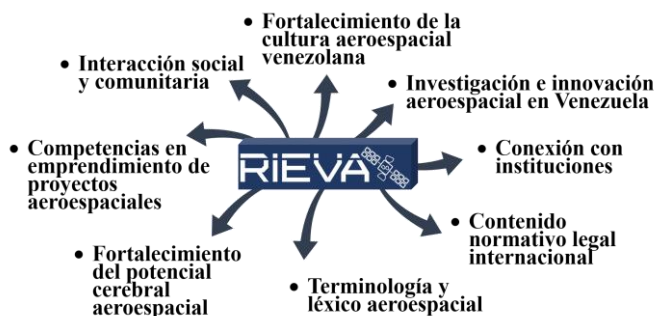 • Fortalecimiento de la
cultura aeroespacial
venezolana
• Interacción social
y comunitaria
• Investigación e innovación
aeroespacial en Venezuela
• Competencias en
emprendimiento de
proyectos
aeroespaciales
RIEVA
• Conexión con
instituciones
• Contenido
normativo legal
internacional
• Fortalecimiento
del potencial
cerebral
aeroespacial
• Terminología y
léxico aeroespacial